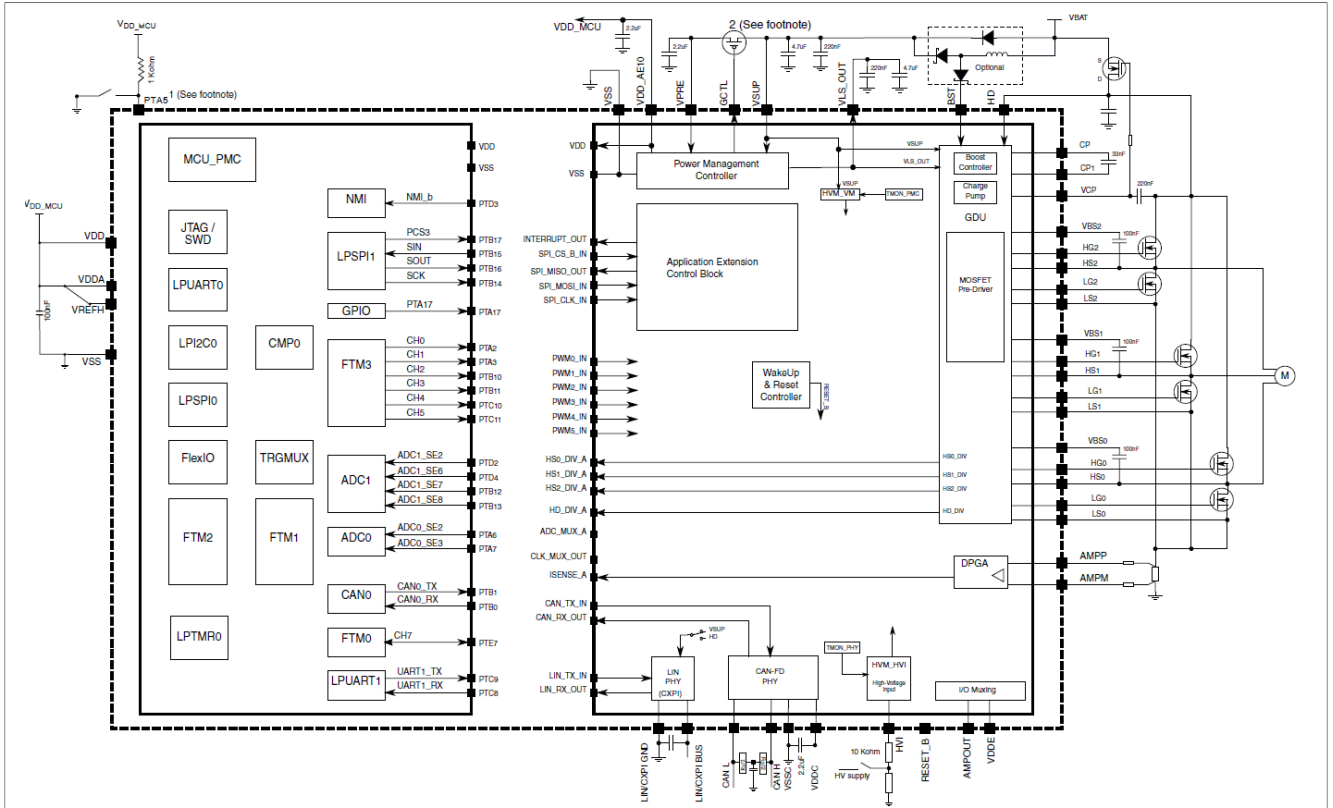 VDD_MCU
1 Kohm
PTA5
1 (See footnote)
VDD_MCU
2.2uF
VSS
VDD_AE10
VPRE
2.2uF
2 (See footnote)
GCTL
VSUP
4.7uF
220nF
VLS_OUT
220nF
4.7uF
Optional
BST
HD
VBAT
S
D
MCU_PMC
JTAG / SWD
LPUART0
LPI2C0
CMP0
LPSPI0
FlexIO
TRGMUX
FTM2
FTM1
LPTMR0
VDD_MCU
VDD
VDDA
VREFH
100nF
VSS
VDD
VSS
NMI
NMI_b
PTD3
LPSPI1
PCS3
PTB17
SIN
PTB15
SOUT
PTB16
SCK
PTB14
GPIO
PTA17
PTA17
FTM3
CH0
PTA2
CH1
PTA3
CH2
PTB10
CH3
PTB11
CH4
PTC10
CH5
PTC11
ADC1
ADC1_SE2
PTD2
ADC1_SE6
PTD4
ADC1_SE7
PTB12
ADC1_SE8
PTB13
ADC0
ADC0_SE2
PTA6
ADC0_SE3
PTA7
CAN0
CAN0_TX
PTB1
CAN0_RX
PTB0
FTM0
CH7
PTE7
LPUART1
UART1_TX
PTC9
UART1_RX
PTC8
VDD
VSS
Power Management Controller
VSUP
VLS_OUT
VSUP
HVM_VM
TMON_PMC
Boost Controller
Charge Pump
GDU
MOSFET Pre-Driver
INTERRUPT_OUT
SPI_CS_B_IN
SPI_MISO_OUT
SPI_MOSI_IN
SPI_CLK_IN
Application Extension Control Block
PWM0_IN
PWM1_IN
PWM2_IN
PWM3_IN
PWM4_IN
PWM5_IN
WakeUp & Reset Controller
RESET_B
HS0_DIV_A
HS0_DIV
HS1_DIV_A
HS1_DIV
HS2_DIV_A
HS2_DIV
HD_DIV_A
HD_DIV
ADC_MUX_A
CLK_MUX_OUT
ISENSE_A
DPGA
CAN_TX_IN
CAN_RX_OUT
VSUP
HD
LIN_TX_IN
LIN_RX_OUT
LIN PHY (CXPI)
CAN-FD PHY
TMON_PHY
HVM_HVI
High-Voltage Input
I/O Muxing
CP
33nF
CP1
VCP
220nF
VBS2
100nF
HG2
HS2
LG2
LS2
VBS1
100nF
HG1
HS1
LG1
LS1
M
VBS0
100nF
HG0
HS0
LG0
LS0
AMPP
AMPM
LIN/CXPI GND
LIN/CXPI BUS
CAN L
CAN H
VSSC
2.2uF
VDDC
10 Kohm
HV supply
HVI
RESET_B
AMPOUT
VDDE